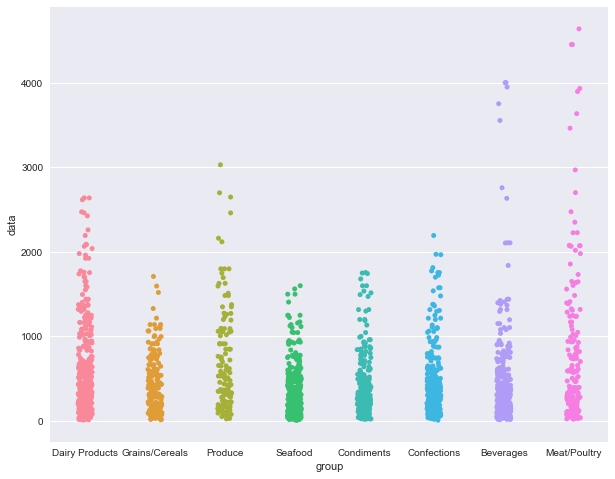 4000
3000
2000
1000
0
data
Dairy Products Grains/Cereals Produce Seafood Condiments Confections Beverages Meat/Poultry
group